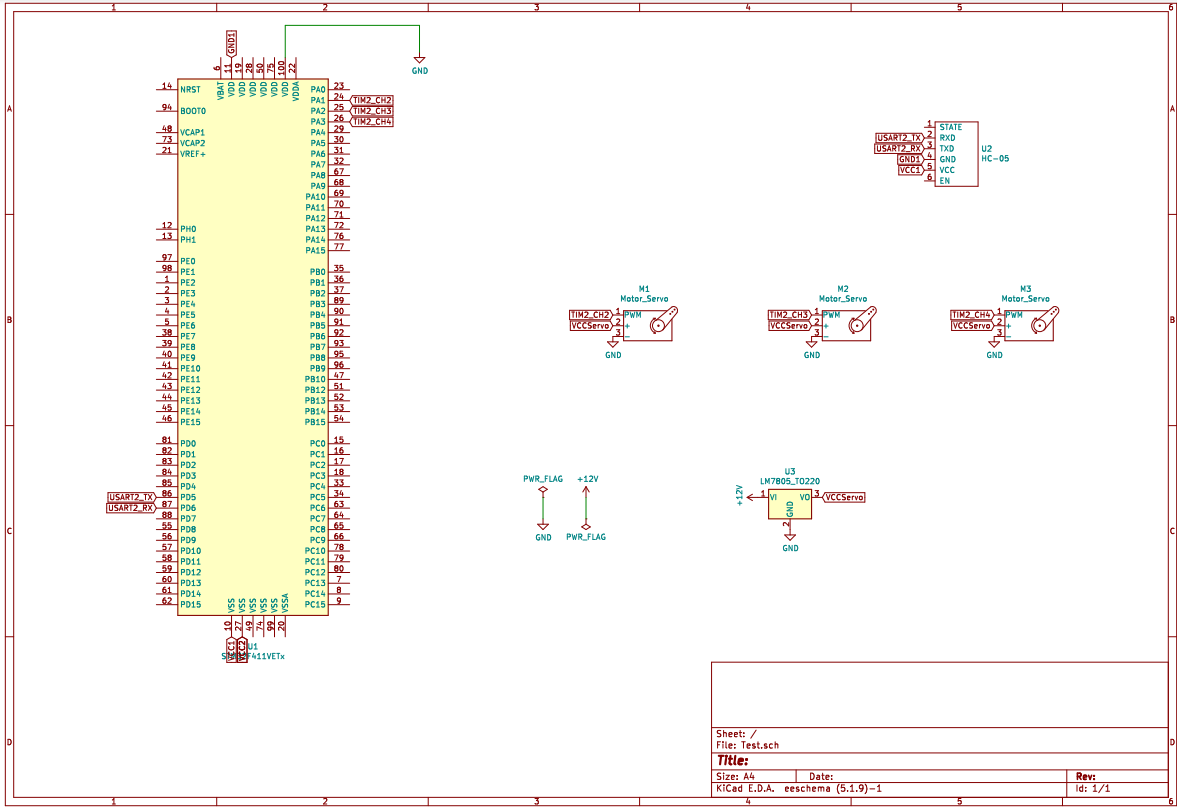 1 2 3 4 5 6
A
B
C
D
GND1
6 11 19 28 50 75 100 22
VBAT VDD VDD VDD VDD VDD VDD VDDA
GND
14 NRST
94 BOOT0
48 VCAP1
73 VCAP2
21 VREF+
12 PH0
13 PH1
97 PE0
98 PE1
1 PE2
2 PE3
3 PE4
4 PE5
5 PE6
38 PE7
39 PE8
40 PE9
41 PE10
42 PE11
43 PE12
44 PE13
45 PE14
46 PE15
81 PD0
82 PD1
83 PD2
84 PD3
85 PD4
USART2_TX 86 PD5
USART2_RX 87 PD6
88 PD7
55 PD8
56 PD9
57 PD10
58 PD11
59 PD12
60 PD13
61 PD14
62 PD15
PA0 23
PA1 24 TIM2_CH2
PA2 25 TIM2_CH3
PA3 26 TIM2_CH4
PA4 29
PA5 30
PA6 31
PA7 32
PA8 67
PA9 68
PA10 69
PA11 70
PA12 71
PA13 72
PA14 76
PA15 77
PB0 35
PB1 36
PB2 37
PB3 89
PB4 90
PB5 91
PB6 92
PB7 93
PB8 95
PB9 96
PB10 47
PB12 51
PB13 52
PB14 53
PB15 54
PC0 15
PC1 16
PC2 17
PC3 18
PC4 33
PC5 34
PC6 63
PC7 64
PC8 65
PC9 66
PC10 78
PC11 79
PC12 80
PC13 7
PC14 8
PC15 9
VSS VSS VSS VSS VSS VSSA
10 27 49 74 99 20
VCC1 VCC2
U1
F411VETx
1 STATE
USART2_TX 2 RXD
USART2_RX 3 TXD
GND1 4 GND
VCC1 5 VCC
6 EN
U2
HC-05
M1
Motor_Servo
TIM2_CH2 1 PWM
VCCServo 2 +
3 -
GND
M2
Motor_Servo
TIM2_CH3 1 PWM
VCCServo 2 +
3 -
GND
M3
Motor_Servo
TIM2_CH4 1 PWM
VCCServo 2 +
3 -
GND
PWR_FLAG
GND
+12V
PWR_FLAG
U3
LM7805_TO220
+12V 1 VI VO 3 VCCServo
GND
2
GND
Sheet: /
File: Test.sch
Title:
Size: A4 Date: Rev:
KiCad E.D.A. eeschema (5.1.9)-1 Id: 1/1
A
B
C
D
1 2 3 4 5 6